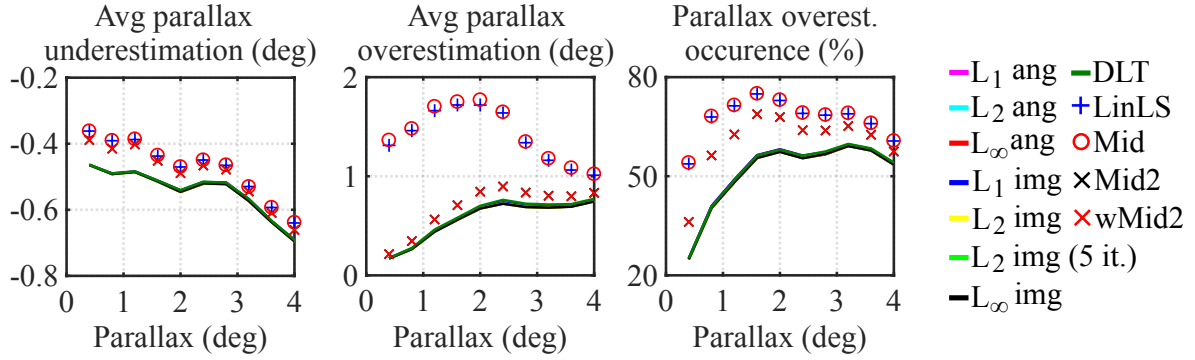 Avg parallax
underestimation (deg)
-0.2
-0.4
-0.6
-0.8
0 1 2 3 4
Parallax (deg)
Avg parallax
overestimation (deg)
2
1
0
0 1 2 3 4
Parallax (deg)
Parallax overest.
occurence (%)
80
50
20
0 1 2 3 4
Parallax (deg)
L1 ang
L2 ang
L∞ ang
L1 img
L2 img
L2 img (5 it.)
L∞ img
DLT
LinLS
Mid
Mid2
wMid2